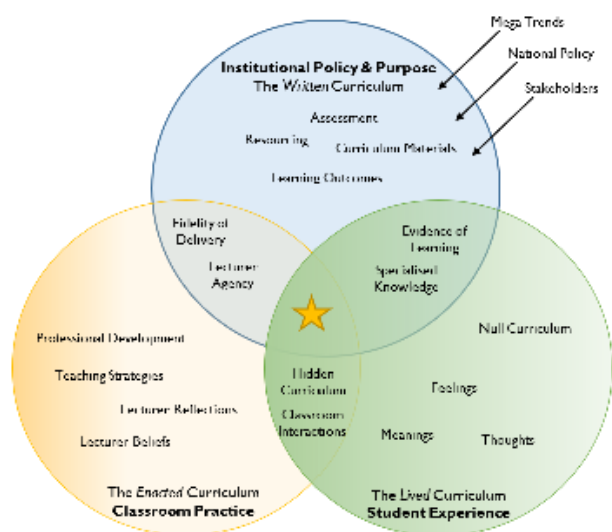 Mega Trends
National Policy
Stakeholders
Institutional Policy & Purpose
The Written Curriculum
Assessment
Resourcing
Curriculum Materials
Learning Outcomes
Fidelity of
Delivery
Lecturer
Agency
Evidence of
Learning
Specialised
Knowledge
Professional Development
Teaching Strategies
Lecturer Reflections
Lecturer Beliefs
Hidden
Curriculum
Classroom
Interactions
Null Curriculum
Feelings
Meanings
Thoughts
The Enacted Curriculum
Classroom Practice
The Lived Curriculum
Student Experience